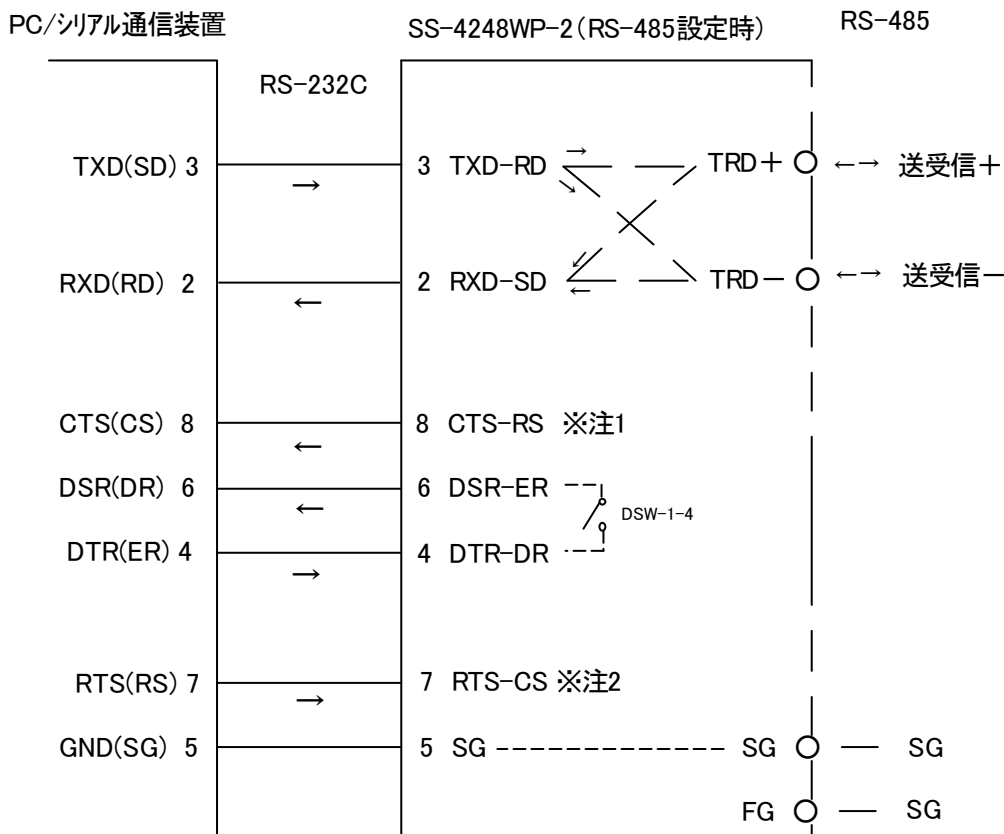 PC/シリアル通信装置 SS-4248WP-2(RS-485設定時) RS-485
RS-232C
TXD(SD) 3 → 3 TXD-RD → TRD+ ←→ 送受信+
RXD(RD) 2 ← 2 RXD-SD ← TRD− ←→ 送受信−
CTS(CS) 8 ← 8 CTS-RS ※注1
DSR(DR) 6 ← 6 DSR-ER
DSW-1-4
DTR(ER) 4 → 4 DTR-DR
RTS(RS) 7 → 7 RTS-CS ※注2
GND(SG) 5 5 SG SG SG
FG SG